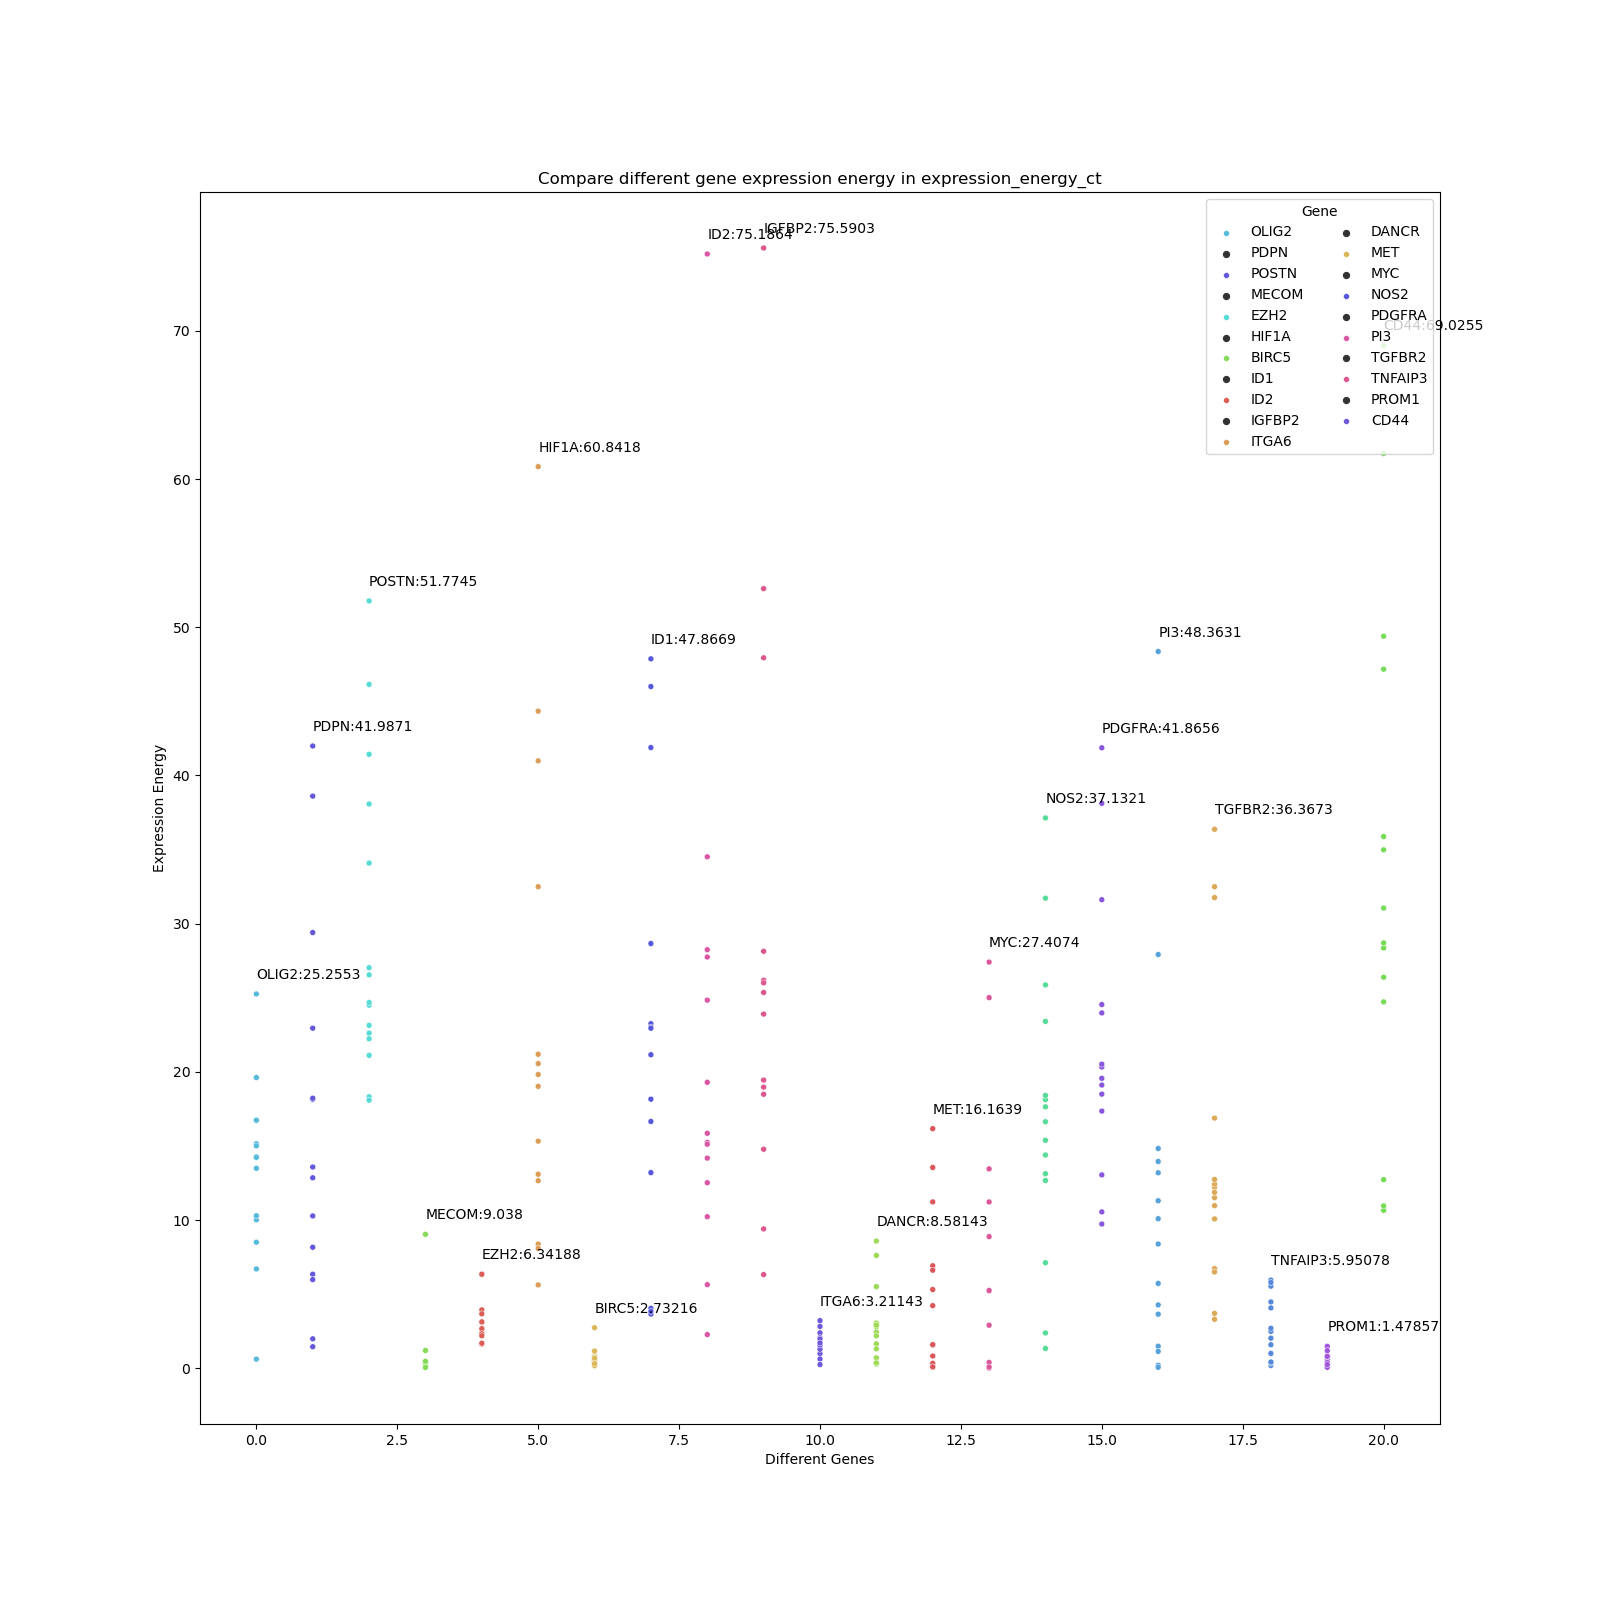 Compare different gene expression energy in expression_energy_ct
ID2:75.1864
IGFBP2:75.5903
Gene
OLIG2
PDPN
POSTN
MECOM
EZH2
HIF1A
BIRC5
ID1
ID2
IGFBP2
ITGA6
DANCR
MET
MYC
NOS2
PDGFRA
PI3
TGFBR2
TNFAIP3
PROM1
CD44
CD44:69.0255
HIF1A:60.8418
POSTN:51.7745
ID1:47.8669
PI3:48.3631
PDPN:41.9871
PDGFRA:41.8656
NOS2:37.1321
TGFBR2:36.3673
OLIG2:25.2553
MYC:27.4074
MET:16.1639
MECOM:9.038
DANCR:8.58143
EZH2:6.34188
TNFAIP3:5.95078
BIRC5:2.73216
ITGA6:3.21143
PROM1:1.47857
Expression Energy
70
60
50
40
30
20
10
0
0.0 2.5 5.0 7.5 10.0 12.5 15.0 17.5 20.0
Different Genes